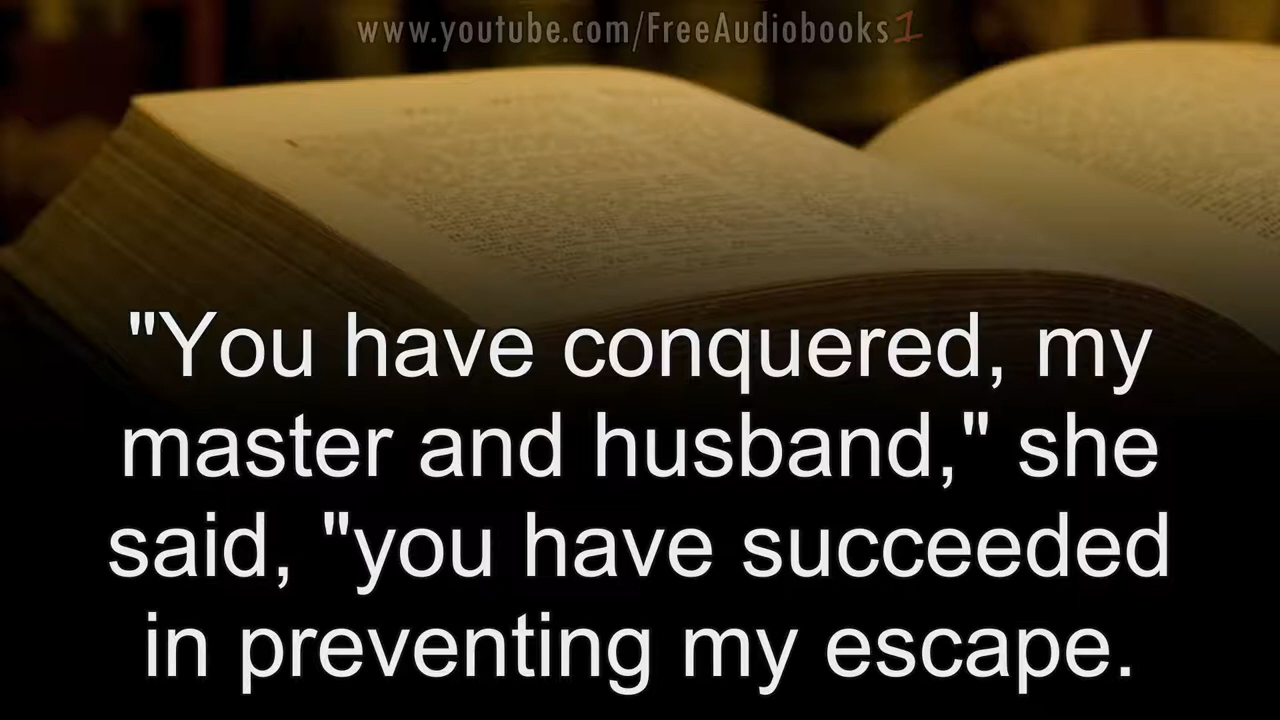 www.youtube.com/FreeAudiobooks1
"You have conquered, my
master and husband," she
said, "you have succeeded
in preventing my escape.